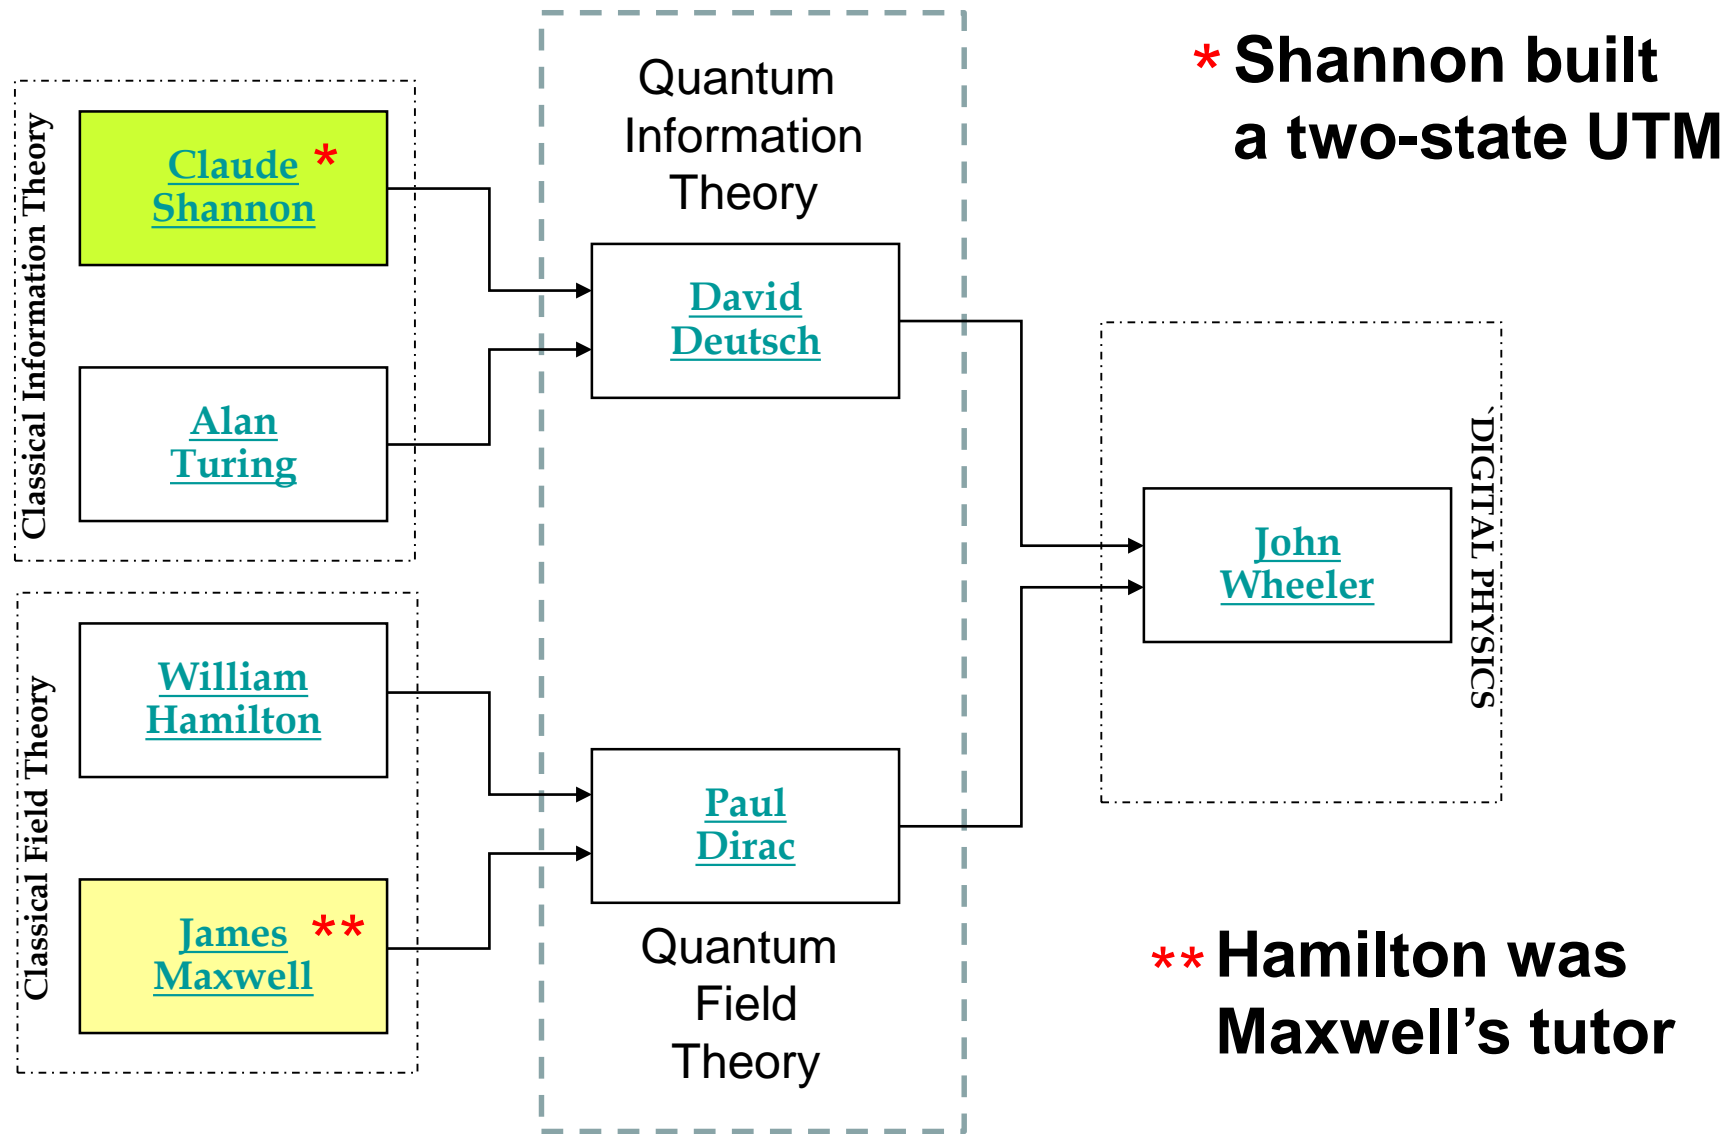 Classical Information Theory
Claude *
Shannon
Alan
Turing
Classical Field Theory
William
Hamilton
James **
Maxwell
Quantum
Information
Theory
David
Deutsch
Paul
Dirac
Quantum
Field
Theory
* Shannon built
a two-state UTM
John
Wheeler
`DIGITAL PHYSICS
** Hamilton was
Maxwell’s tutor